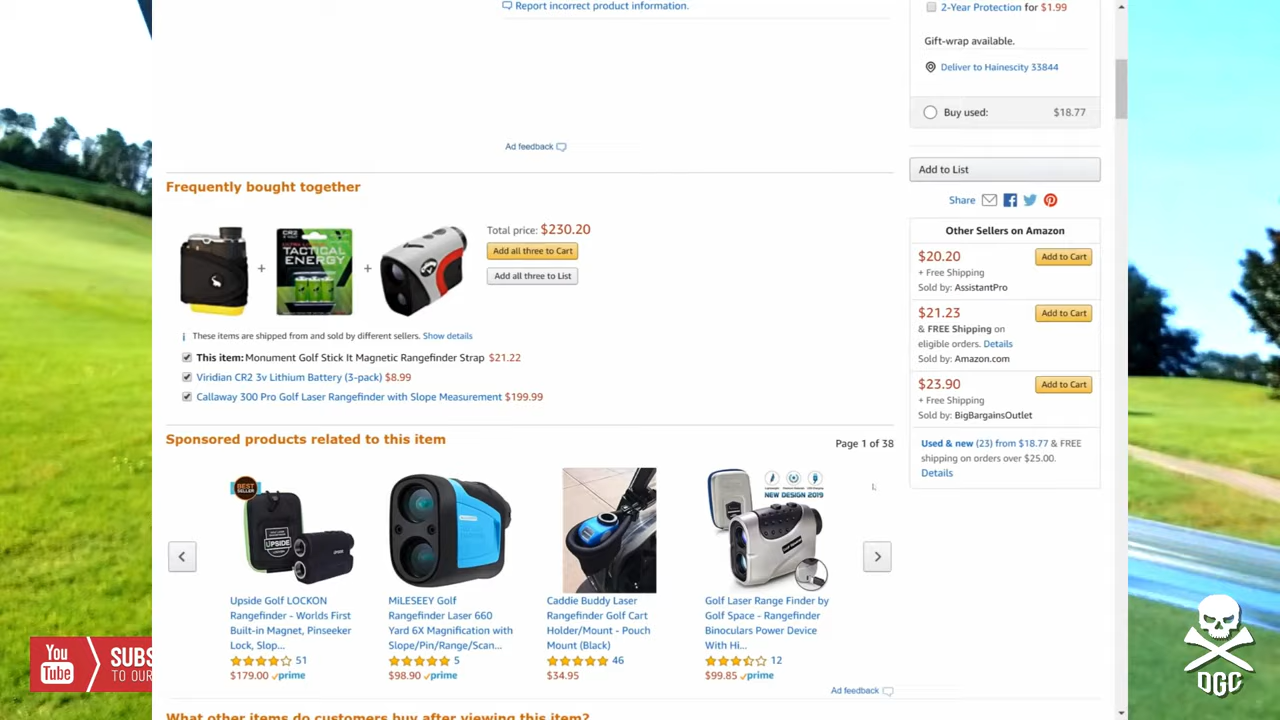 Report incorrect product information.
Ad feedback
Frequently bought together
CR2
TACTICAL
ENERGY
Total price: $230.20
Add all three to Cart
Add all three to List
These items are shipped from and sold by different sellers. Show details
This item: Monument Golf Stick It Magnetic Rangefinder Strap $21.22
Viridian CR2 3v Lithium Battery (3-pack) $8.99
Callaway 300 Pro Golf Laser Rangefinder with Slope Measurement $199.99
Sponsored products related to this item
Page 1 of 38
BEST
SELLER
UPSIDE
NEW DESIGN 2019
Upside Golf LOCKON
Rangefinder - Worlds First
Built-in Magnet, Pinseeker
Lock, Slop...
51
$179.00 prime
MiLESEEY Golf
Rangefinder Laser 660
Yard 6X Magnification with
Slope/Pin/Range/Scan...
5
$98.90 prime
Caddie Buddy Laser
Rangefinder Golf Cart
Holder/Mount - Pouch
Mount (Black)
46
$34.95
Golf Laser Range Finder by
Golf Space - Rangefinder
Binoculars Power Device
With Hi...
12
$99.85 prime
Ad feedback
What other items do customers buy after viewing this item?
2-Year Protection for $1.99
Gift-wrap available.
Deliver to Hainescity 33844
Buy used: $18.77
Add to List
Share
Other Sellers on Amazon
$20.20 Add to Cart
+ Free Shipping
Sold by: AssistantPro
$21.23 Add to Cart
& FREE Shipping on
eligible orders. Details
Sold by: Amazon.com
$23.90 Add to Cart
+ Free Shipping
Sold by: BigBargainsOutlet
Used & new (23) from $18.77 & FREE
shipping on orders over $25.00.
Details
You
Tube
SUBS
TO OUR
DGC